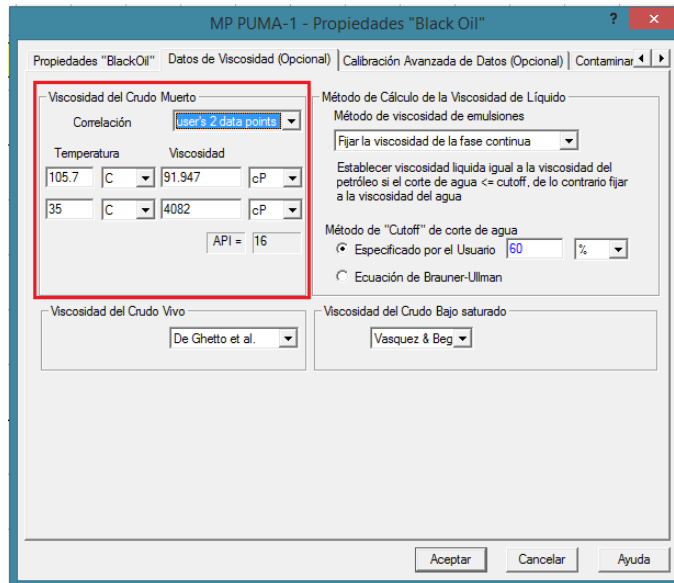 MP PUMA-1 - Propiedades "Black Oil"
? ×
Propiedades "BlackOil" Datos de Viscosidad (Opcional) Calibración Avanzada de Datos (Opcional) Contaminar
Viscosidad del Crudo Muerto
Correlación user's 2 data points
Temperatura Viscosidad
105.7 C 91.947 cP
35 C 4082 cP
API = 16
Método de Cálculo de la Viscosidad de Líquido
Método de viscosidad de emulsiones
Fijar la viscosidad de la fase continua
Establecer viscosidad liquida igual a la viscosidad del
petróleo si el corte de agua <= cutoff, de lo contrario fijar
a la viscosidad del agua
Método de "Cutoff" de corte de agua
Especificado por el Usuario 60 %
Ecuación de Brauner-Ullman
Viscosidad del Crudo Vivo
De Ghetto et al.
Viscosidad del Crudo Bajo saturado
Vasquez & Beg
Aceptar Cancelar Ayuda